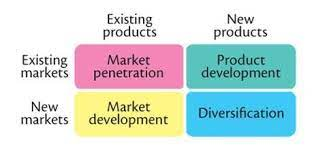 Existing products
New products
Existing markets
Market penetration
Product development
New markets
Market development
Diversification